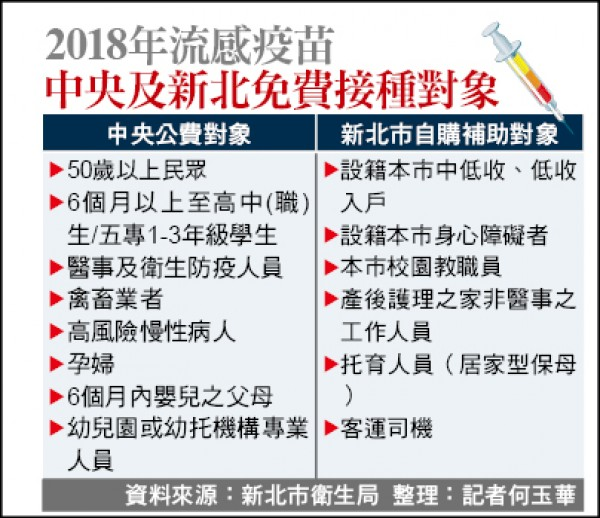 2018年流感疫苗
中央及新北免費接種對象
中央公費對象
▶50歲以上民眾
▶6個月以上至高中(職)
生/五專1-3年級學生
▶醫事及衛生防疫人員
▶禽畜業者
▶高風險慢性病人
▶孕婦
▶6個月內嬰兒之父母
▶幼兒園或幼托機構專業
人員
新北市自購補助對象
▶設籍本市中低收、低收
入戶
▶設籍本市身心障礙者
▶本市校園教職員
▶產後護理之家非醫事之
工作人員
▶托育人員（居家型保母
）
▶客運司機
資料來源：新北市衛生局 整理：記者何玉華